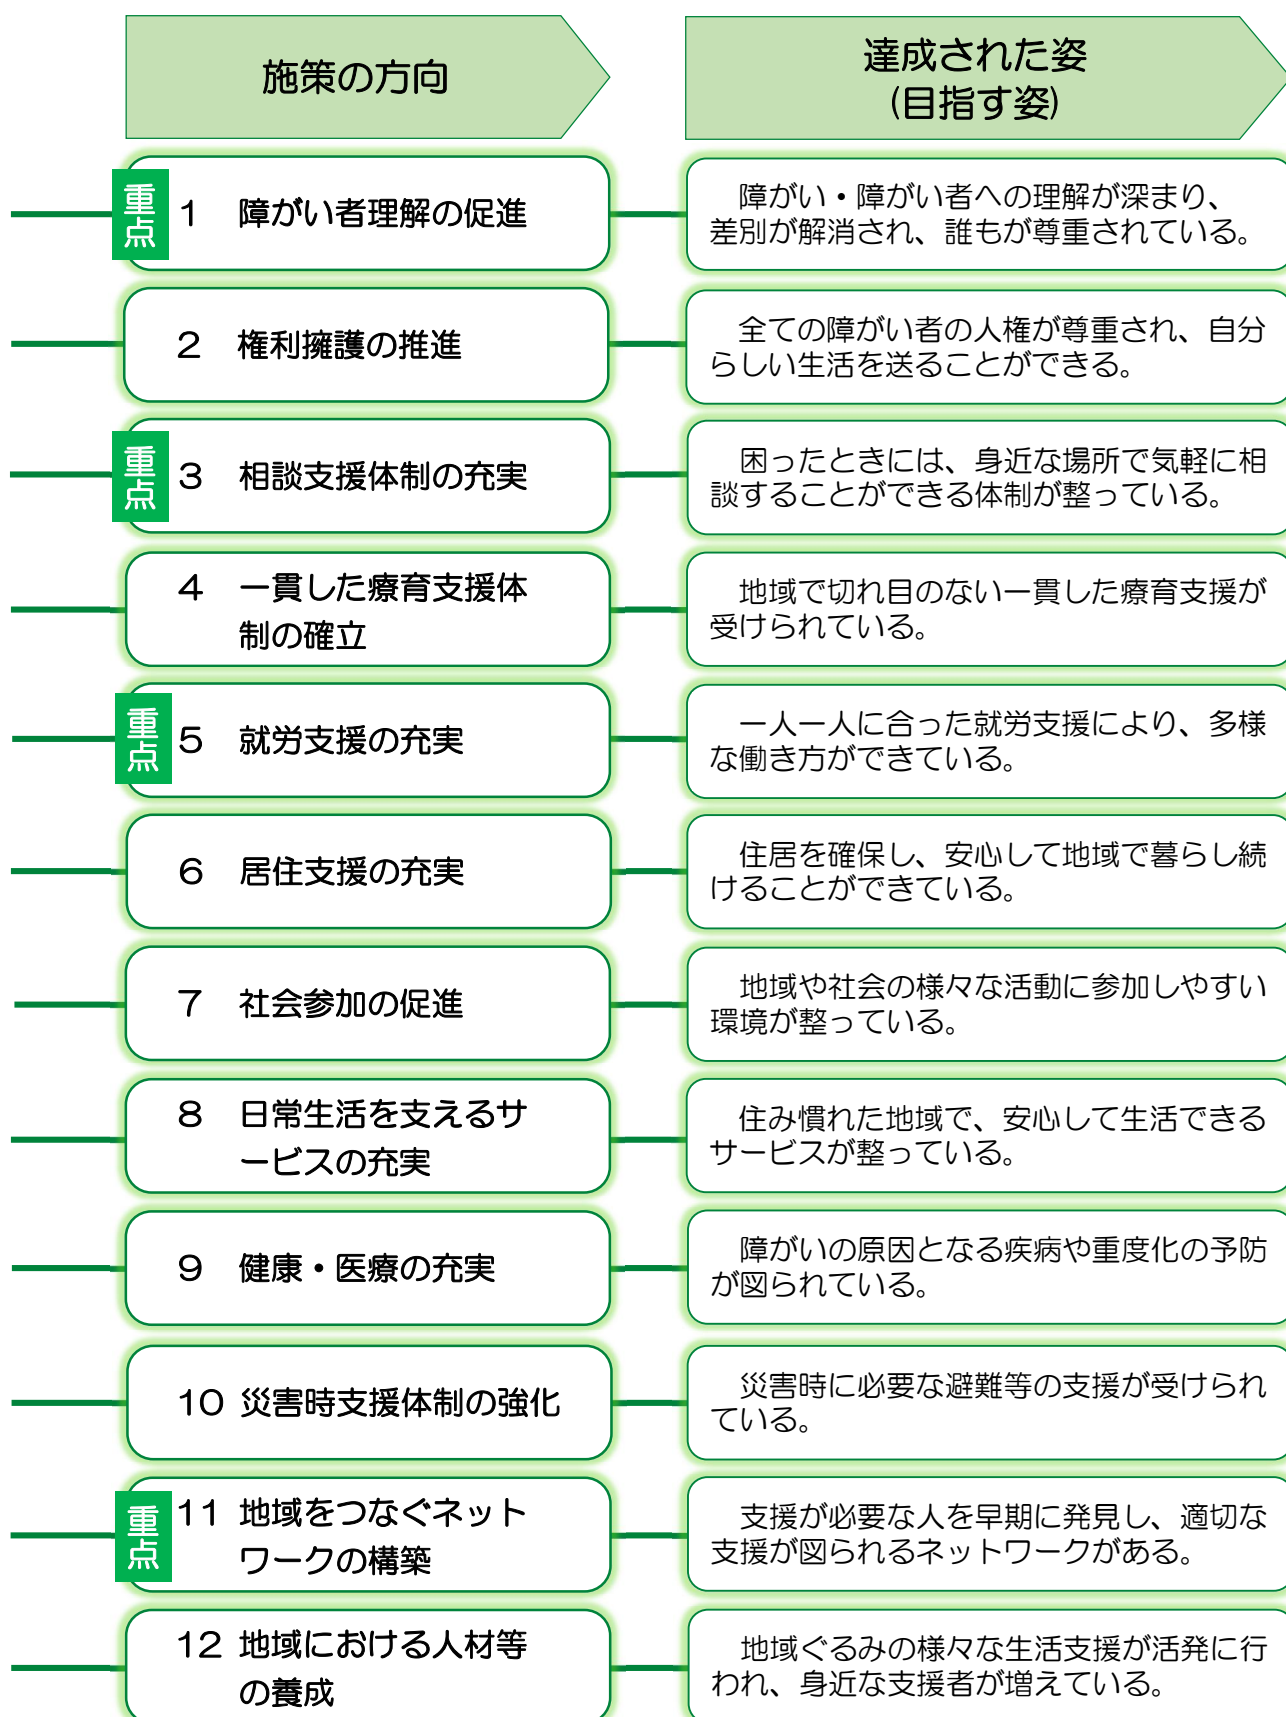 施策の方向
達成された姿
(目指す姿)
重点
1 障がい者理解の促進
障がい・障がい者への理解が深まり、
差別が解消され、誰もが尊重されている。
2 権利擁護の推進
全ての障がい者の人権が尊重され、自分
らしい生活を送ることができる。
重点
3 相談支援体制の充実
困ったときには、身近な場所で気軽に相
談することができる体制が整っている。
4 一貫した療育支援体
制の確立
地域で切れ目のない一貫した療育支援が
受けられている。
重点
5 就労支援の充実
一人一人に合った就労支援により、多様
な働き方ができている。
6 居住支援の充実
住居を確保し、安心して地域で暮らし続
けることができている。
7 社会参加の促進
地域や社会の様々な活動に参加しやすい
環境が整っている。
8 日常生活を支えるサ
ービスの充実
住み慣れた地域で、安心して生活できる
サービスが整っている。
9 健康・医療の充実
障がいの原因となる疾病や重度化の予防
が図られている。
10 災害時支援体制の強化
災害時に必要な避難等の支援が受けられ
ている。
重点
11 地域をつなぐネット
ワークの構築
支援が必要な人を早期に発見し、適切な
支援が図られるネットワークがある。
12 地域における人材等
の養成
地域ぐるみの様々な生活支援が活発に行
われ、身近な支援者が増えている。